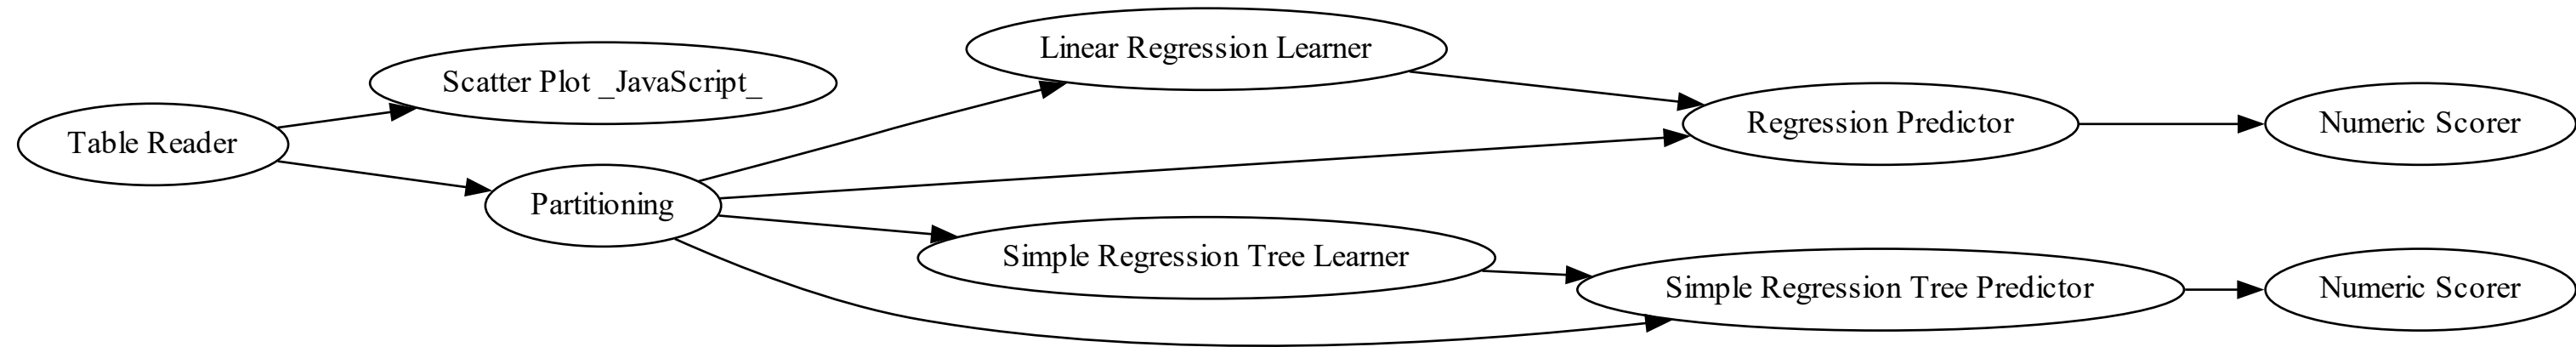 Table Reader
Scatter Plot _JavaScript_
Partitioning
Linear Regression Learner
Simple Regression Tree Learner
Regression Predictor
Simple Regression Tree Predictor
Numeric Scorer
Numeric Scorer